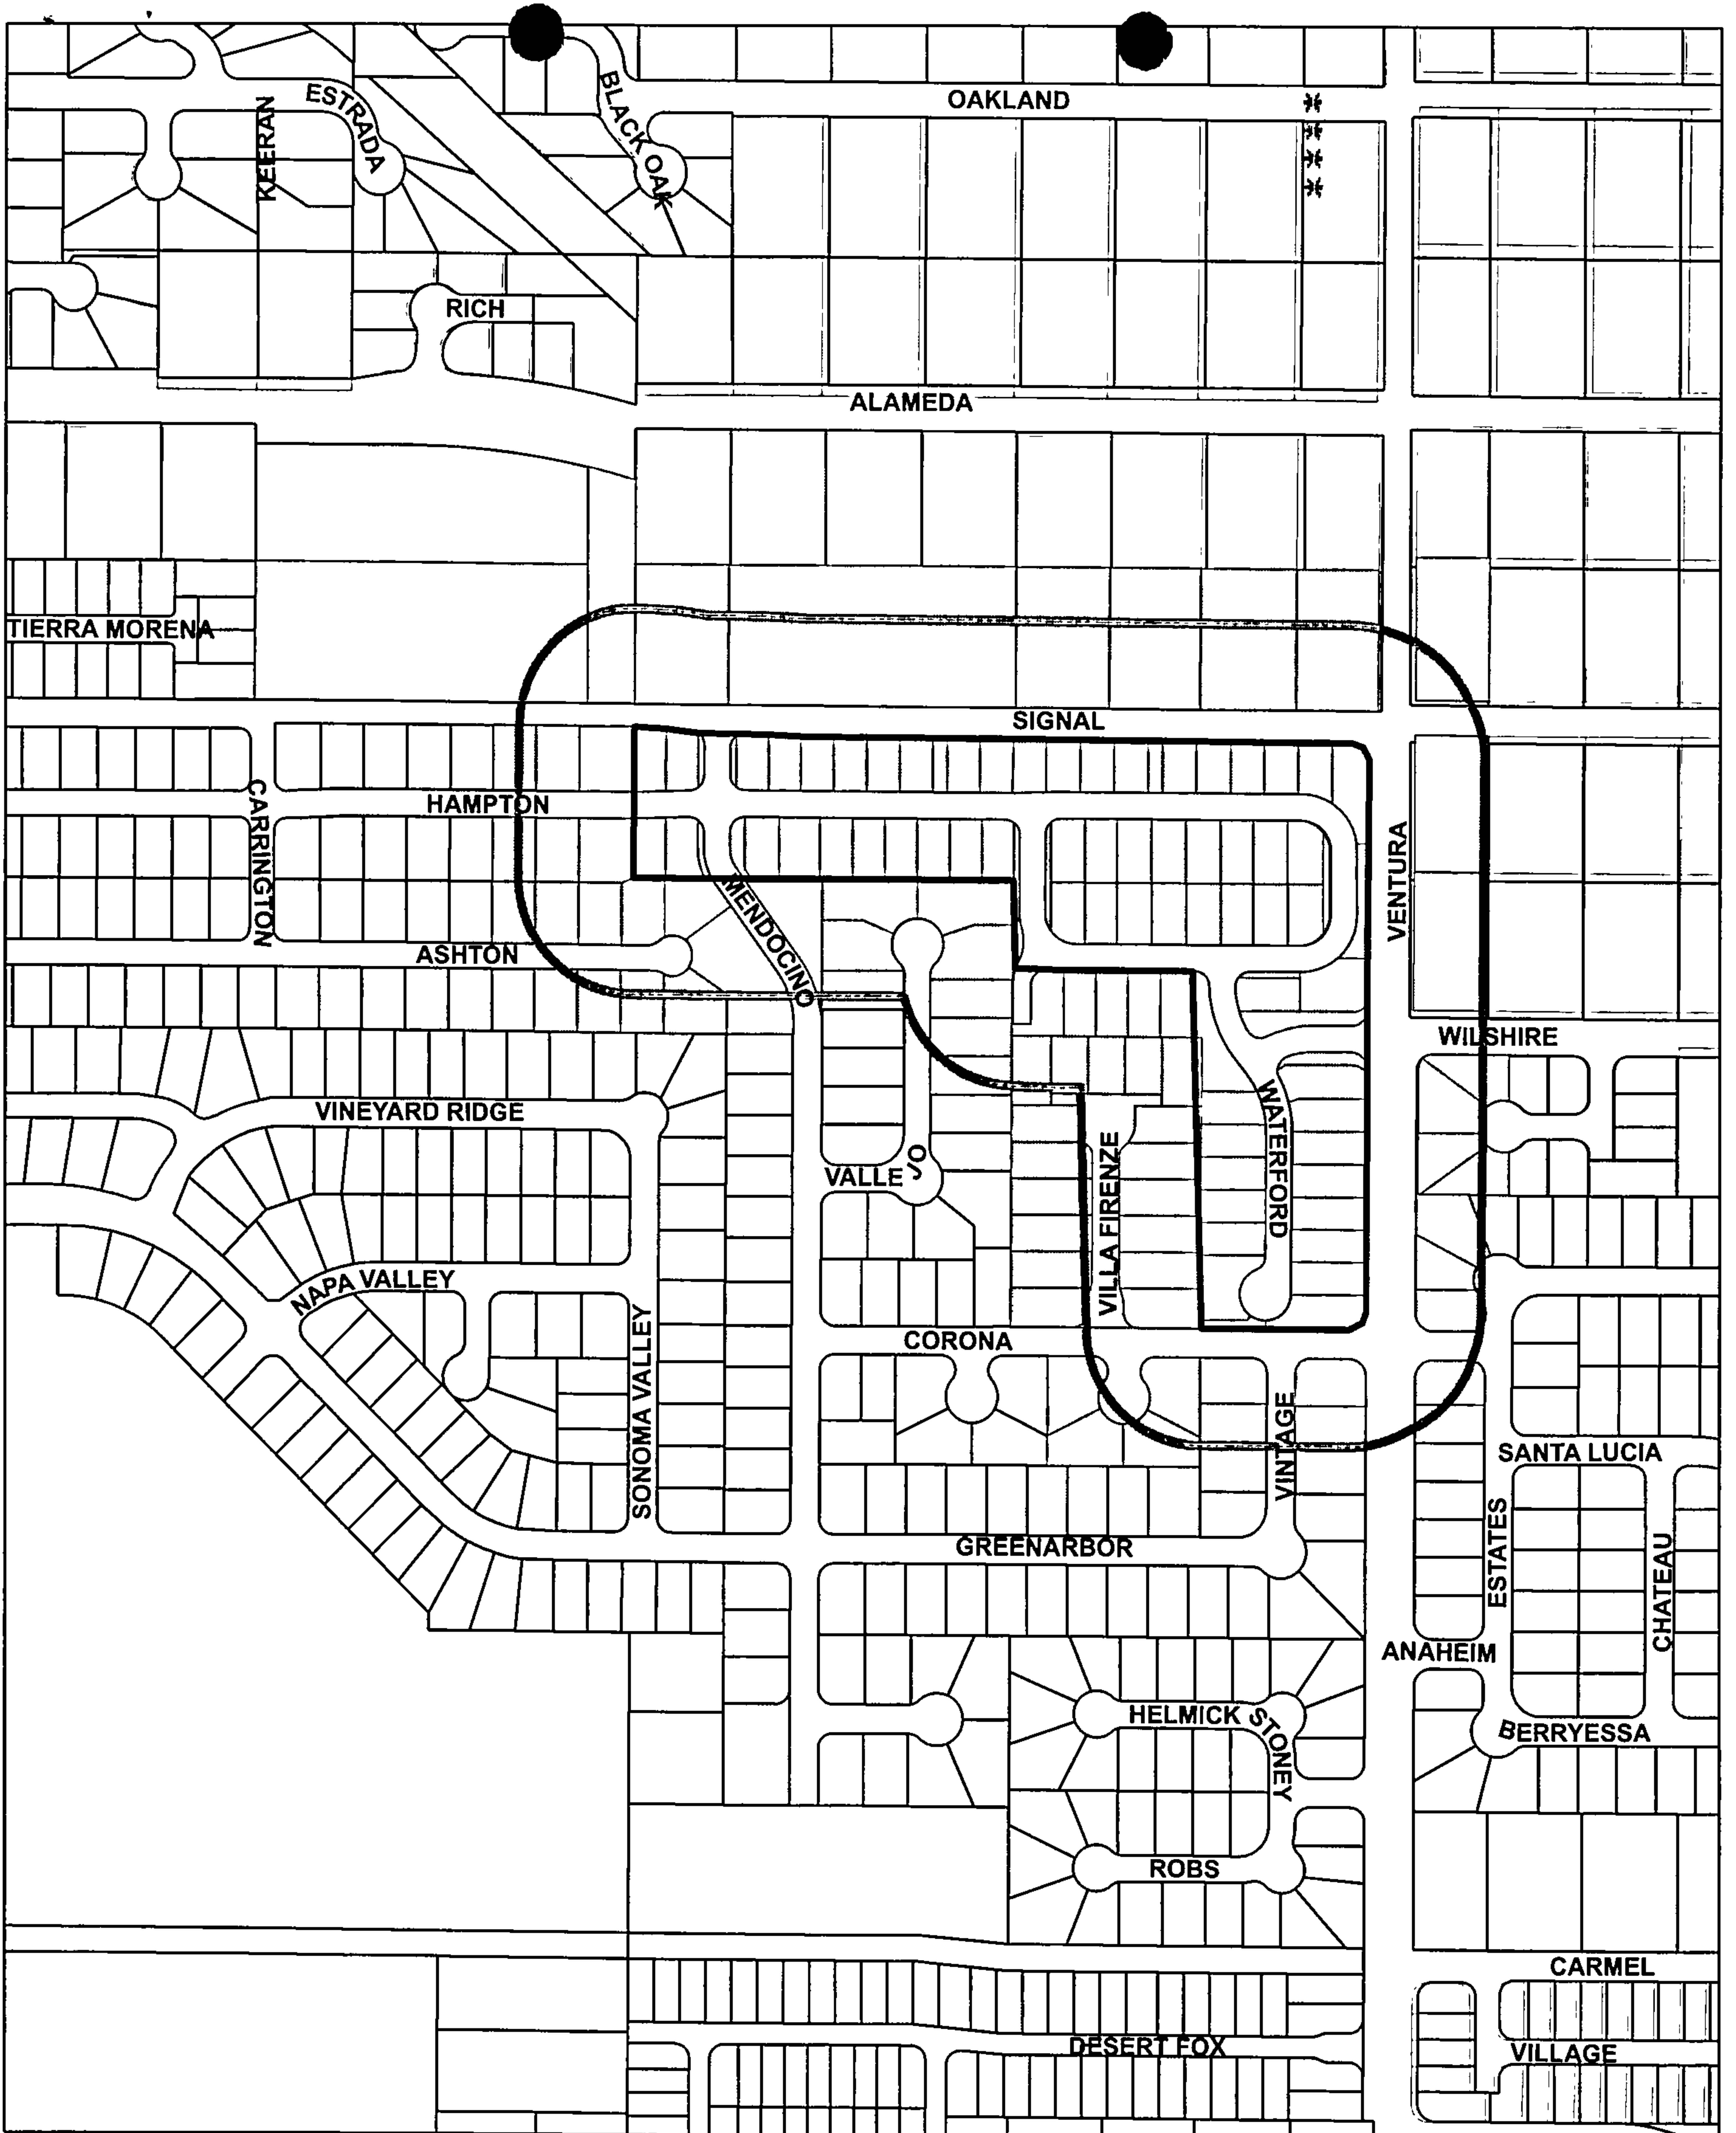 OAKLAND
BLACK OAK
ESTRADA
KEERAN
RICH
ALAMEDA
TIERRA MORENA
SIGNAL
HAMPTON
CARRINGTON
VENTURA
MENDOCINO
ASHTON
WILSHIRE
VINEYARD RIDGE
WATERFORD
VALLE JO
VILLA FIRENZE
NAPA VALLEY
SONOMA VALLEY
CORONA
VINTAGE
SANTA LUCIA
ESTATES
CHATEAU
GREENARBOR
ANAHEIM
HELMICK
STONEY
BERRYESSA
ROBS
CARMEL
DESERT FOX
VILLAGE